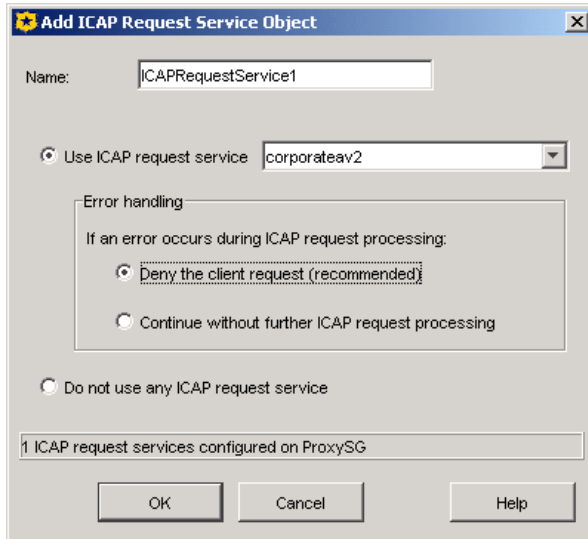 Add ICAP Request Service Object
Name: ICAPRequestService1
Use ICAP request service corporateav2
Error handling
If an error occurs during ICAP request processing:
Deny the client request (recommended)
Continue without further ICAP request processing
Do not use any ICAP request service
1 ICAP request services configured on ProxySG
OK Cancel Help